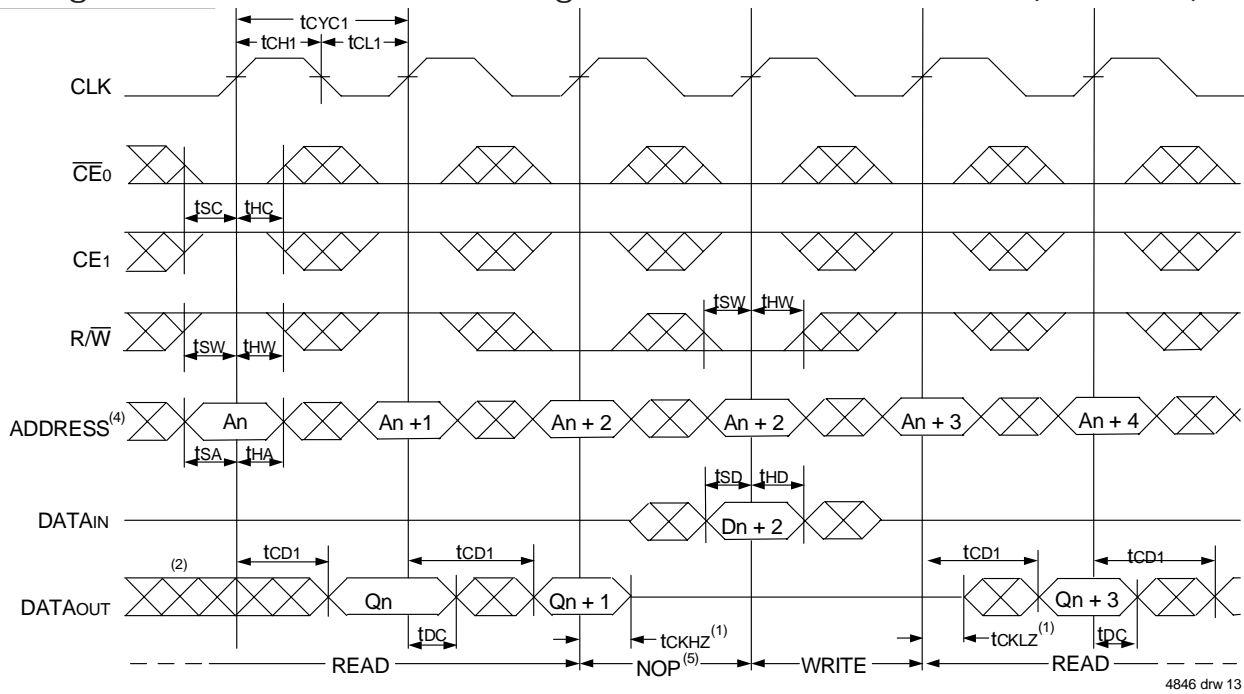 tCYC1
tCH1 tCL1
CLK
CE0
tSC tHC
CE1
tSW tHW
R/W
tSW tHW
ADDRESS(4) An An +1 An + 2 An + 2 An + 3 An + 4
tSA tHA
tSD tHD
DATAIN Dn + 2
(2) tCD1 tCD1 tCD1 tCD1
DATAOUT Qn Qn + 1 Qn + 3
tDC tCKHZ(1) tCKLZ(1) tDC
READ NOP(5) WRITE READ
4846 drw 13